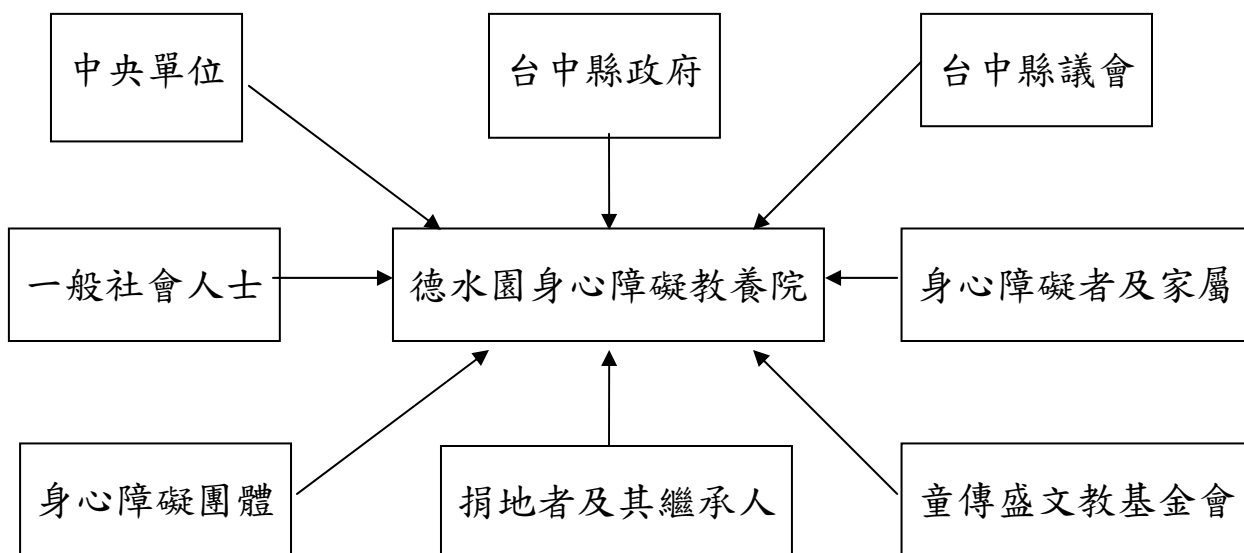 中央單位
台中縣政府
台中縣議會
一般社會人士
德水園身心障礙教養院
身心障礙者及家屬
身心障礙團體
捐地者及其繼承人
童傳盛文教基金會